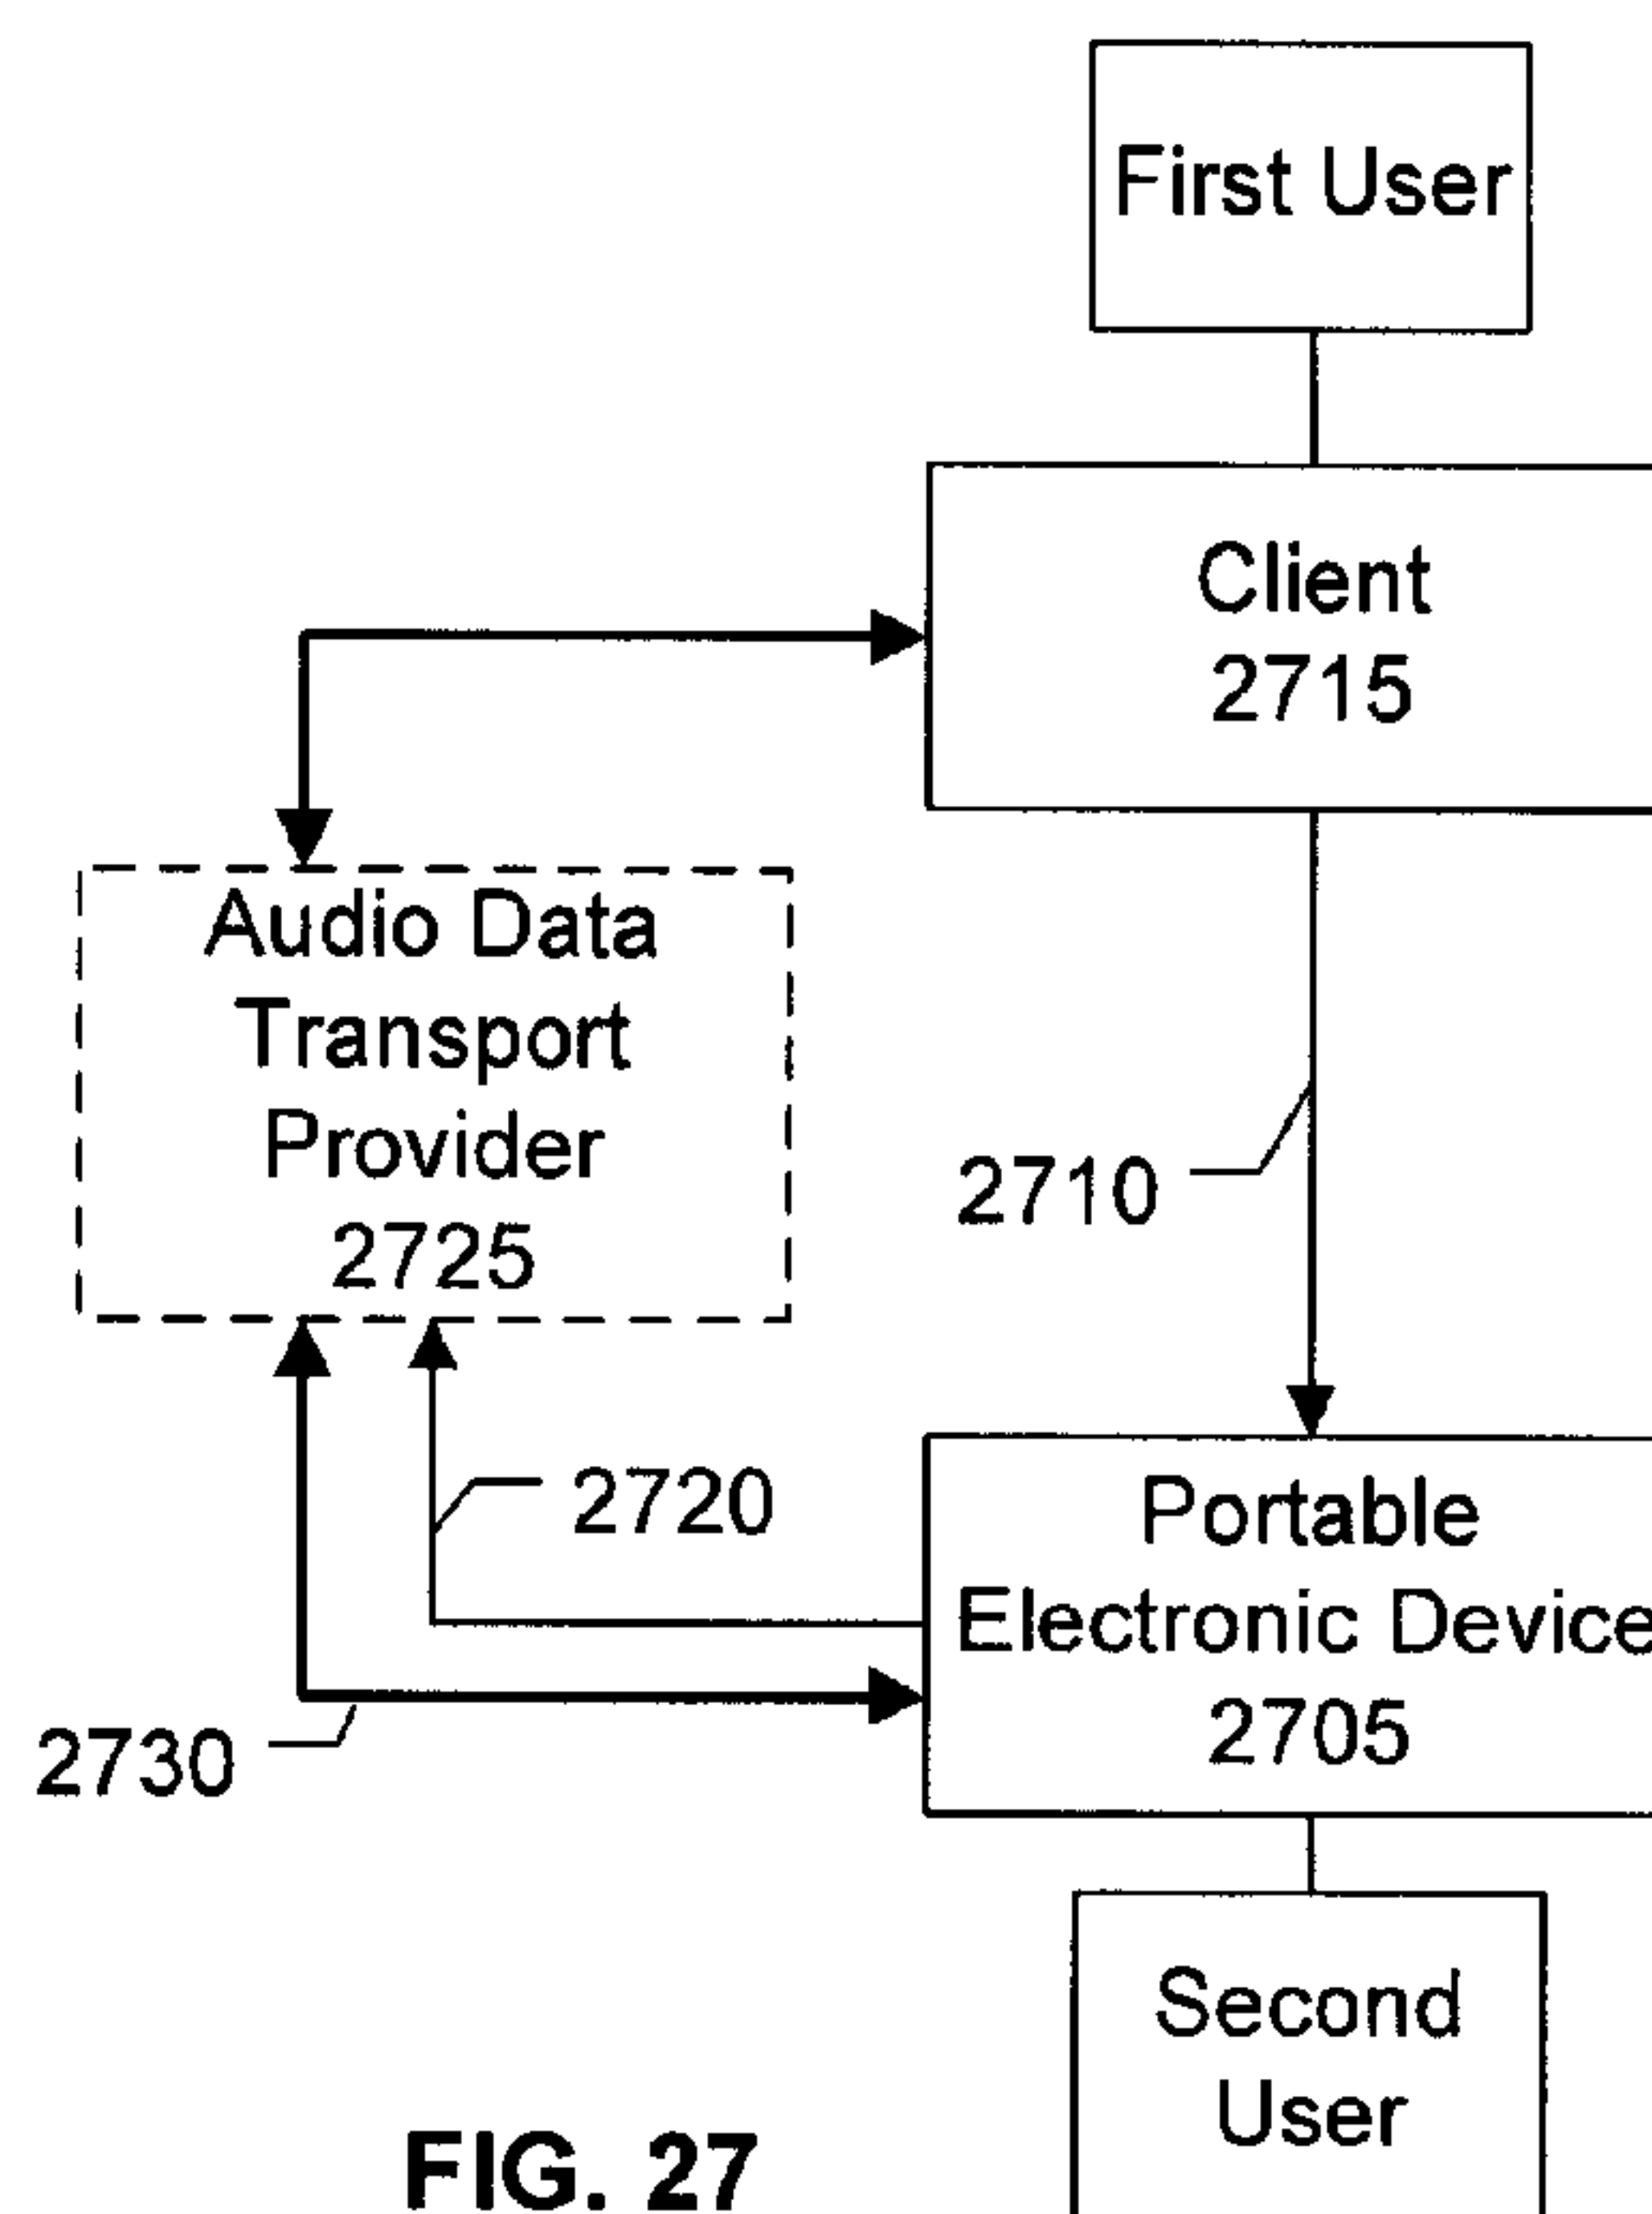 First User
Client
2715
Audio Data
Transport
Provider
2725
2710
2720
Portable
Electronic Device
2705
2730
Second
User
FIG. 27